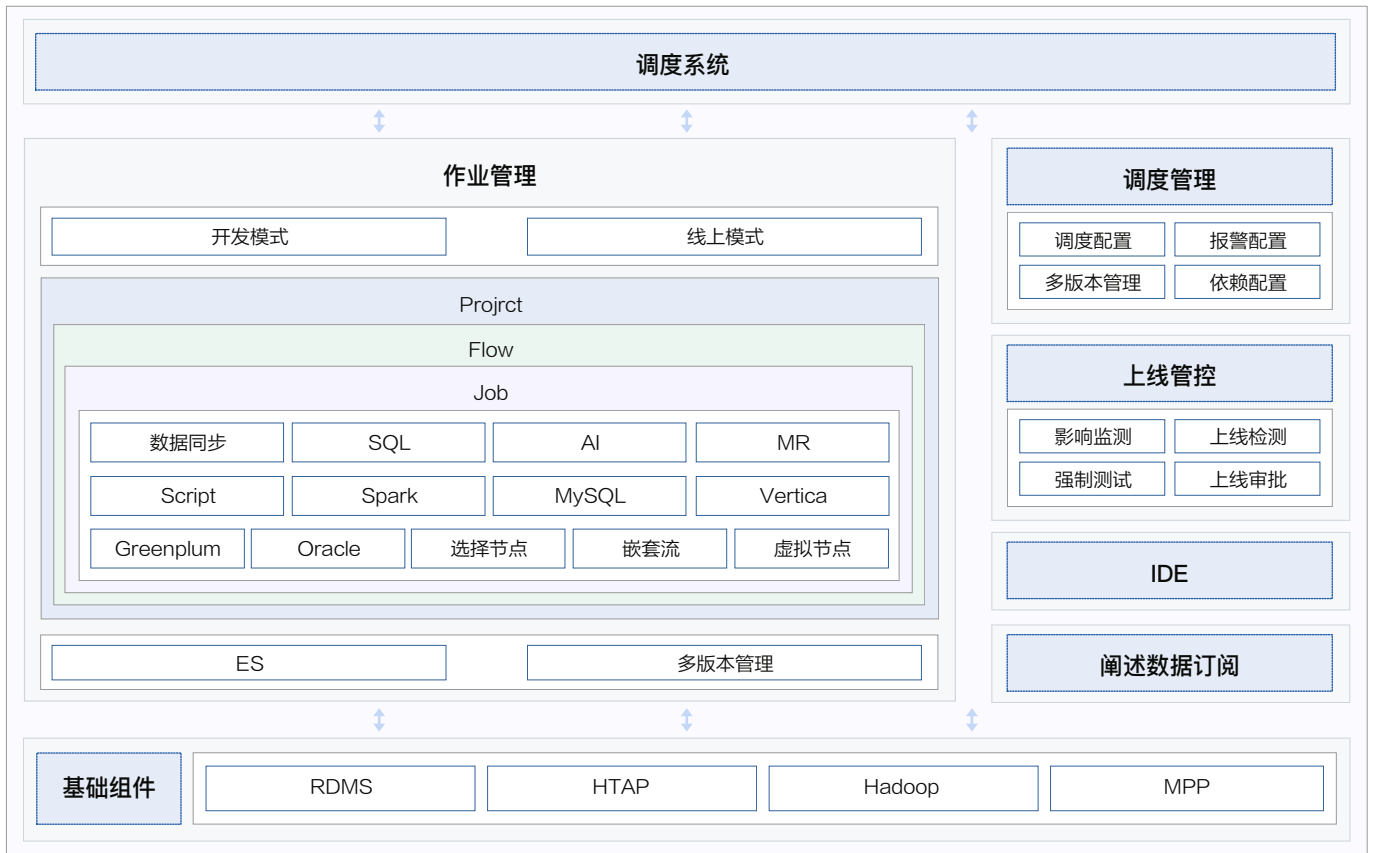 调度系统
作业管理
开发模式
线上模式
Projrct
Flow
Job
数据同步
SQL
AI
MR
Script
Spark
MySQL
Vertica
Greenplum
Oracle
选择节点
嵌套流
虚拟节点
ES
多版本管理
调度管理
调度配置
报警配置
多版本管理
依赖配置
上线管控
影响监测
上线检测
强制测试
上线审批
IDE
阐述数据订阅
基础组件
RDMS
HTAP
Hadoop
MPP